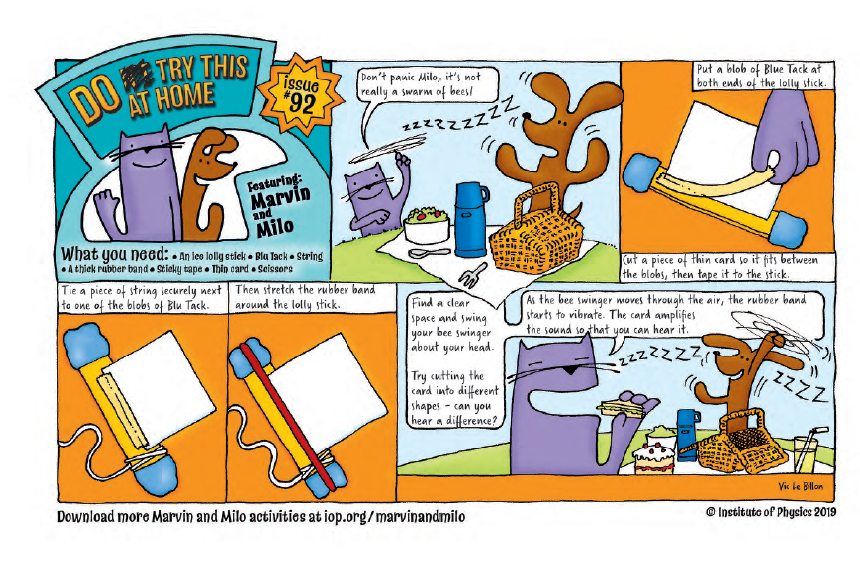 DO NOT TRY THIS
AT HOME
issue
#92
Featuring:
Marvin
and
Milo
What you need: • An ice lolly stick • Blu Tack • String
• A thick rubber band • Sticky tape • Thin card • Scissors
Don't panic Milo, it's not
really a swarm of bees!
zzzzzzzzz
Put a blob of Blue Tack at
both ends of the lolly stick.
Cut a piece of thin card so it fits between
the blobs, then tape it to the stick.
Tie a piece of string securely next
to one of the blobs of Blu Tack.
Then stretch the rubber band
around the lolly stick.
Find a clear
space and swing
your bee swinger
about your head.
Try cutting the
card into different
shapes – can you
hear a difference?
As the bee swinger moves through the air, the rubber band
starts to vibrate. The card amplifies
the sound so that you can hear it.
zzzzzzzz
zzzz
Vic Le Billon
Download more Marvin and Milo activities at iop.org/marvinandmilo
© Institute of Physics 2019